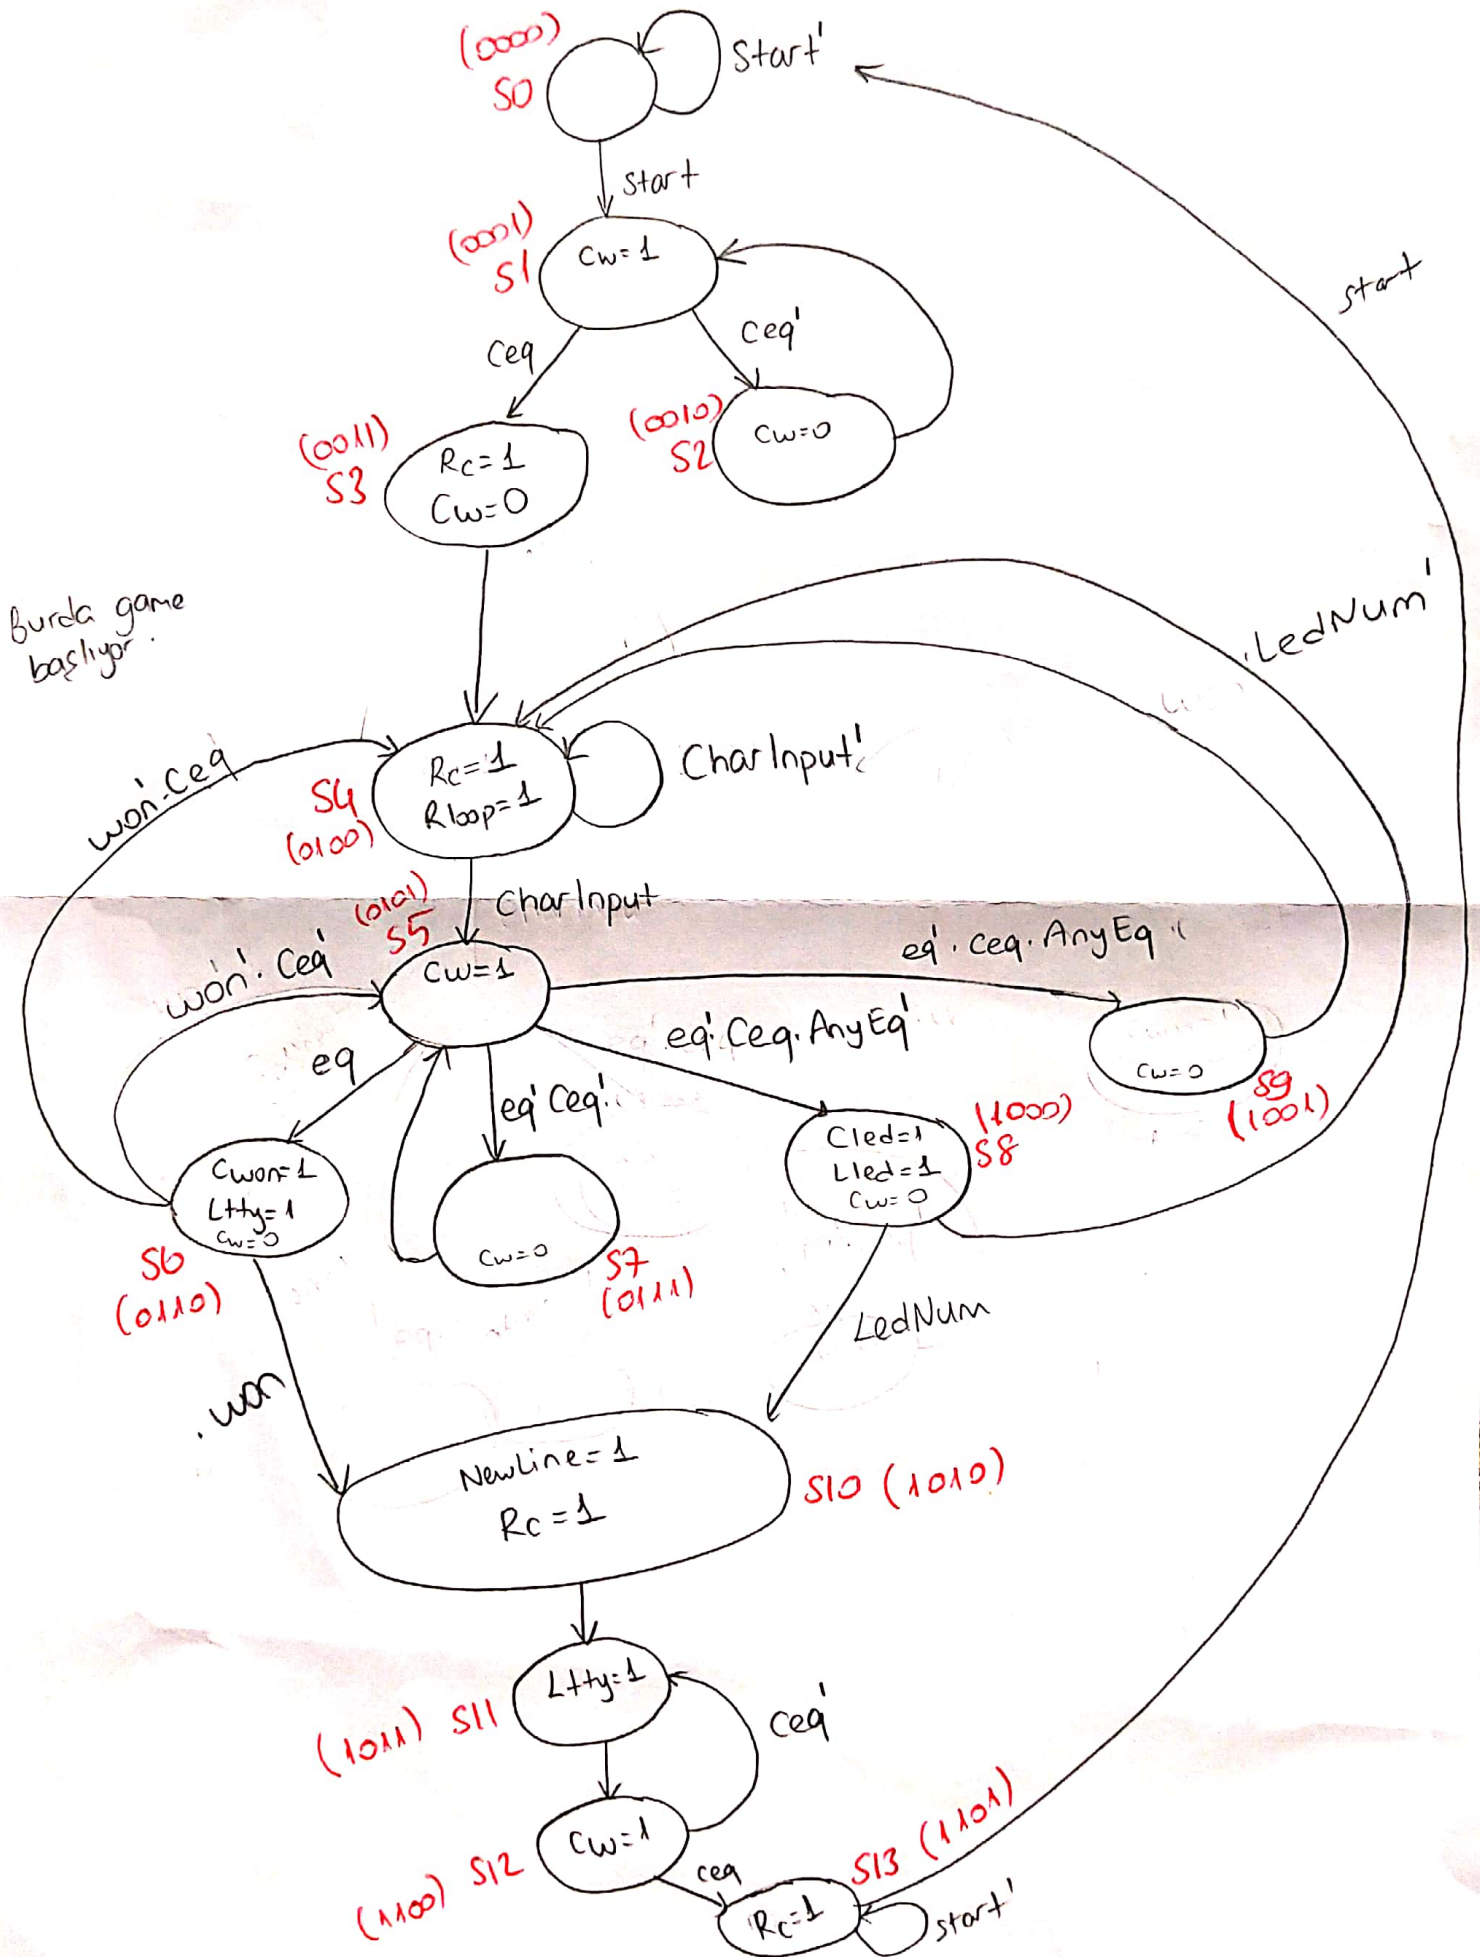 (0000)
S0
Start'
start
(0001)
S1
Cw=1
start
Ceq
Ceq'
(0011)
S3
Rc=1
Cw=0
(0010)
S2
Cw=0
Burda game
başlıyor.
LedNum'
won'.Ceq
S4
(0100)
Rc=1
Rloop=1
CharInput'
CharInput
(0101)
S5
Cw=1
won'.Ceq'
eq'.ceq.AnyEq
eq'.Ceq.AnyEq'
eq
eq'Ceq'
Cw=0
S9
(1001)
Cled=1
Lled=1
Cw=0
(1000)
S8
Cwon=1
Ltty=1
Cw=0
S6
(0110)
Cw=0
S7
(0111)
LedNum
won
NewLine=1
Rc=1
S10 (1010)
(1011) S11
Ltty=1
Ceq'
(1100) S12
Cw=1
ceq
S13 (1101)
Rc=1
start'